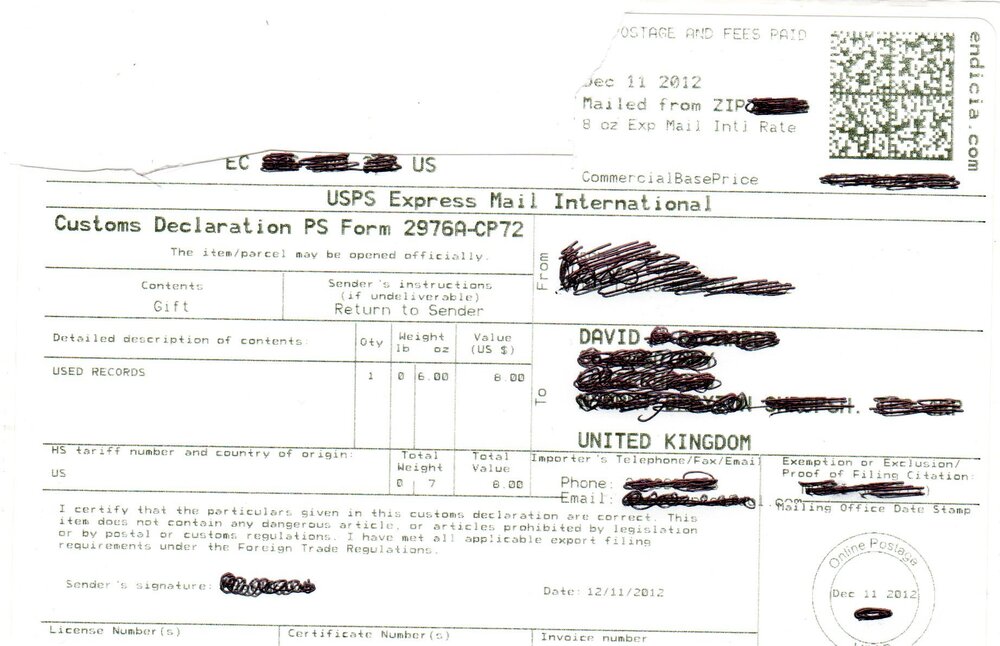 POSTAGE AND FEES PAID
Dec 11 2012
Mailed from ZIP
8 oz Exp Mail Intl Rate
endicia.com
CommercialBasePrice
EC US
USPS Express Mail International
Customs Declaration PS Form 2976A-CP72
The item/parcel may be opened officially.
Contents
Gift
Sender's instructions
(if undeliverable)
Return to Sender
From
Detailed description of contents:
Qty
Weight
lb oz
Value
(US $)
USED RECORDS 1 0 6.00 8.00
To
DAVID
UNITED KINGDOM
HS tariff number and country of origin:
US
Total
Weight
0 7
Total
Value
8.00
Importer's Telephone/Fax/Email
Phone:
Email: .com
Exemption or Exclusion/
Proof of Filing Citation:
Mailing Office Date Stamp
I certify that the particulars given in this customs declaration are correct. This
item does not contain any dangerous article, or articles prohibited by legislation
or by postal or customs regulations. I have met all applicable export filing
requirements under the Foreign Trade Regulations.
Sender's signature:
Date: 12/11/2012
Online Postage
Dec 11 2012
License Number(s)
Certificate Number(s)
Invoice number